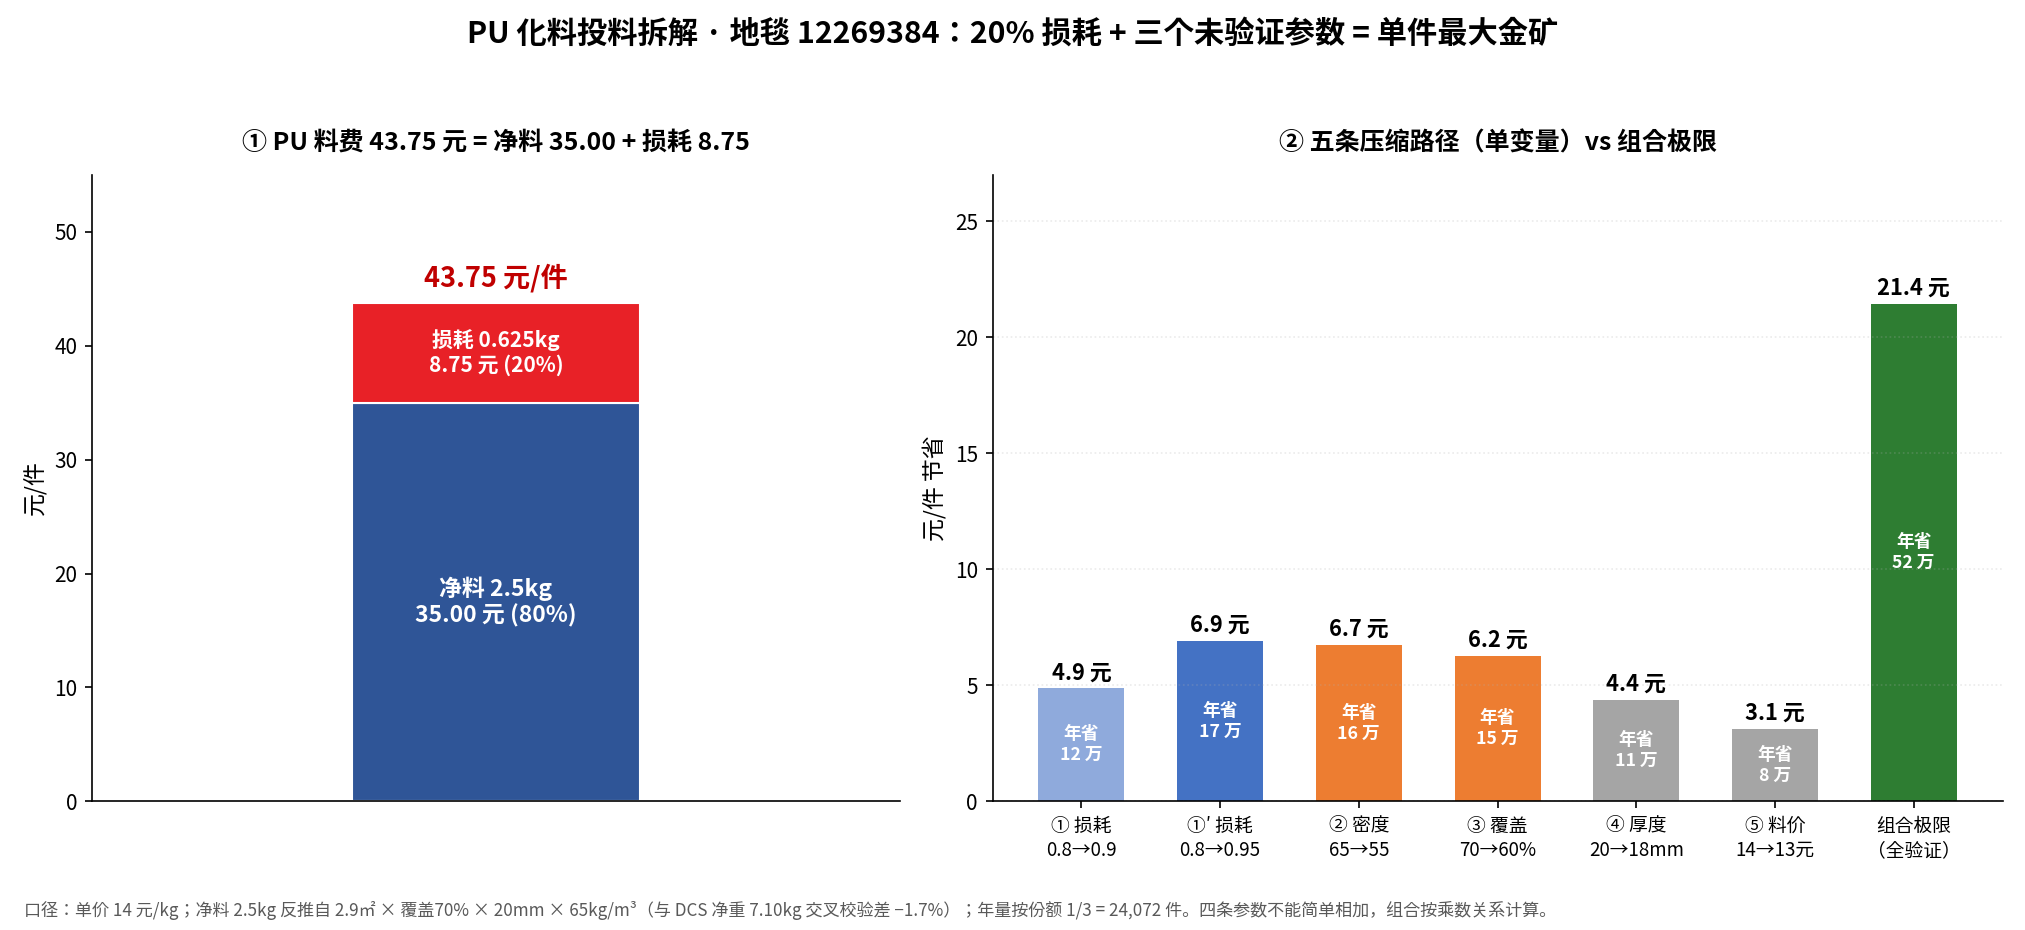 PU 化料投料拆解 · 地毯 12269384：20% 损耗 + 三个未验证参数 = 单件最大金矿
① PU 料费 43.75 元 = 净料 35.00 + 损耗 8.75
元/件
50
40
30
20
10
0
43.75 元/件
损耗 0.625kg
8.75 元 (20%)
净料 2.5kg
35.00 元 (80%)
② 五条压缩路径（单变量）vs 组合极限
元/件 节省
25
20
15
10
5
0
4.9 元
年省
12 万
6.9 元
年省
17 万
6.7 元
年省
16 万
6.2 元
年省
15 万
4.4 元
年省
11 万
3.1 元
年省
8 万
21.4 元
年省
52 万
① 损耗
0.8→0.9
①′ 损耗
0.8→0.95
② 密度
65→55
③ 覆盖
70→60%
④ 厚度
20→18mm
⑤ 料价
14→13元
组合极限
（全验证）
口径：单价 14 元/kg；净料 2.5kg 反推自 2.9㎡ × 覆盖70% × 20mm × 65kg/m³（与 DCS 净重 7.10kg 交叉校验差 −1.7%）；年量按份额 1/3 = 24,072 件。四条参数不能简单相加，组合按乘数关系计算。